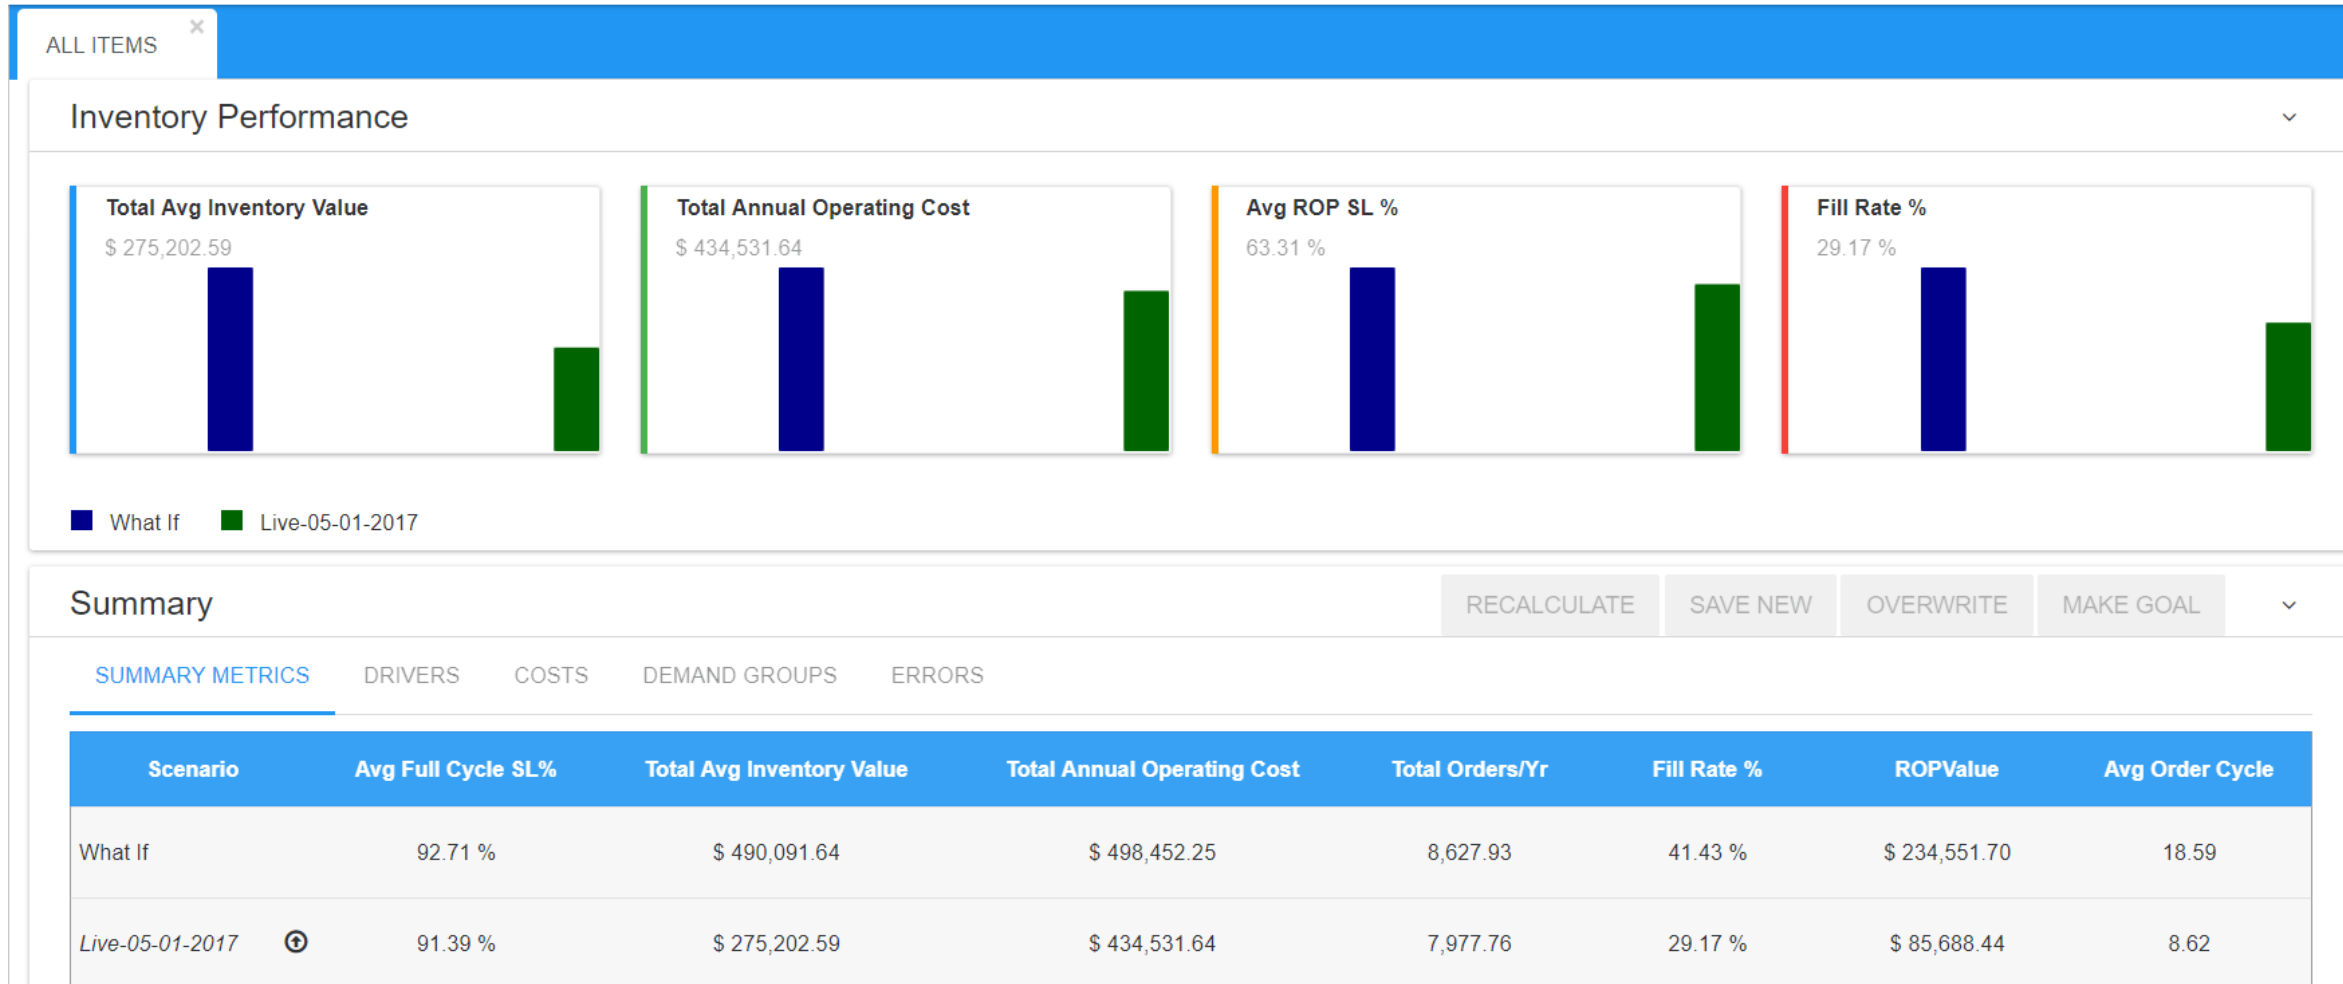 ALL ITEMS ×
Inventory Performance
Total Avg Inventory Value
$ 275,202.59
Total Annual Operating Cost
$ 434,531.64
Avg ROP SL %
63.31 %
Fill Rate %
29.17 %
What If Live-05-01-2017
Summary RECALCULATE SAVE NEW OVERWRITE MAKE GOAL
SUMMARY METRICS DRIVERS COSTS DEMAND GROUPS ERRORS
Scenario Avg Full Cycle SL% Total Avg Inventory Value Total Annual Operating Cost Total Orders/Yr Fill Rate % ROPValue Avg Order Cycle
What If 92.71 % $ 490,091.64 $ 498,452.25 8,627.93 41.43 % $ 234,551.70 18.59
Live-05-01-2017 91.39 % $ 275,202.59 $ 434,531.64 7,977.76 29.17 % $ 85,688.44 8.62